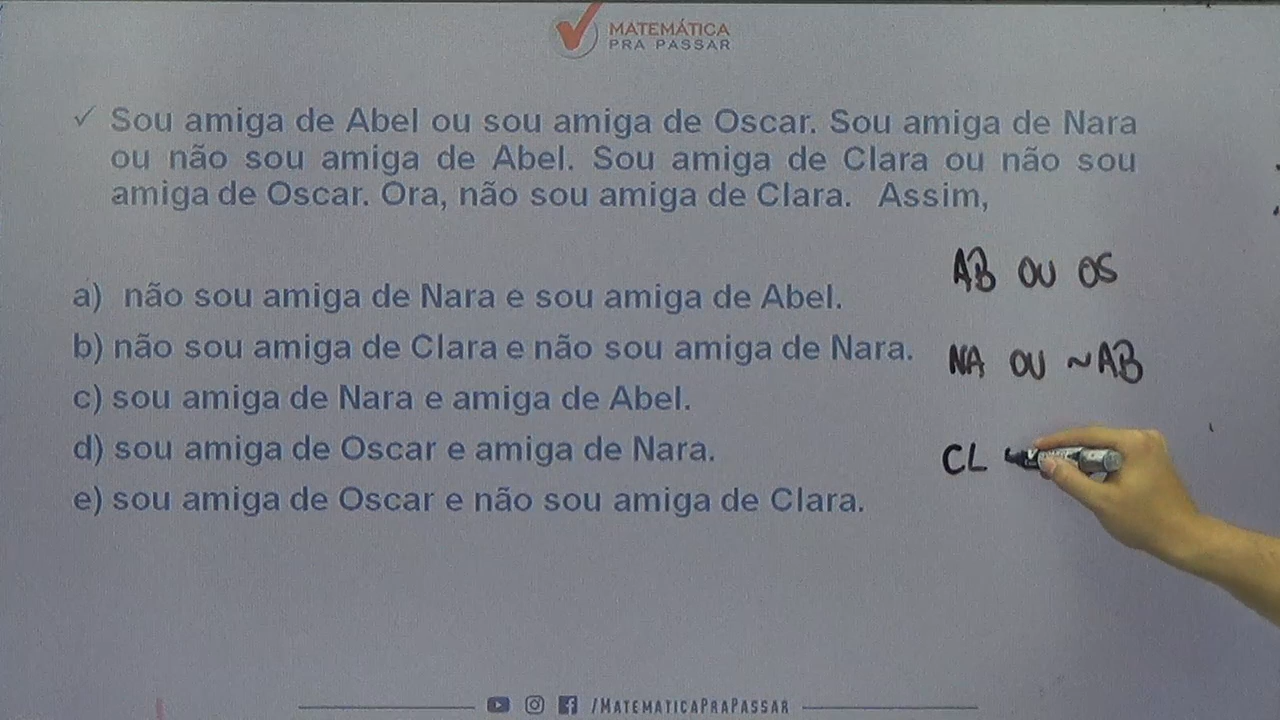 MATEMÁTICA
PRA PASSAR
✓ Sou amiga de Abel ou sou amiga de Oscar. Sou amiga de Nara
ou não sou amiga de Abel. Sou amiga de Clara ou não sou
amiga de Oscar. Ora, não sou amiga de Clara. Assim,
a) não sou amiga de Nara e sou amiga de Abel.
b) não sou amiga de Clara e não sou amiga de Nara.
c) sou amiga de Nara e amiga de Abel.
d) sou amiga de Oscar e amiga de Nara.
e) sou amiga de Oscar e não sou amiga de Clara.
AB OU OS
NA OU ~AB
CL
/MATEMATICAPRAPASSAR